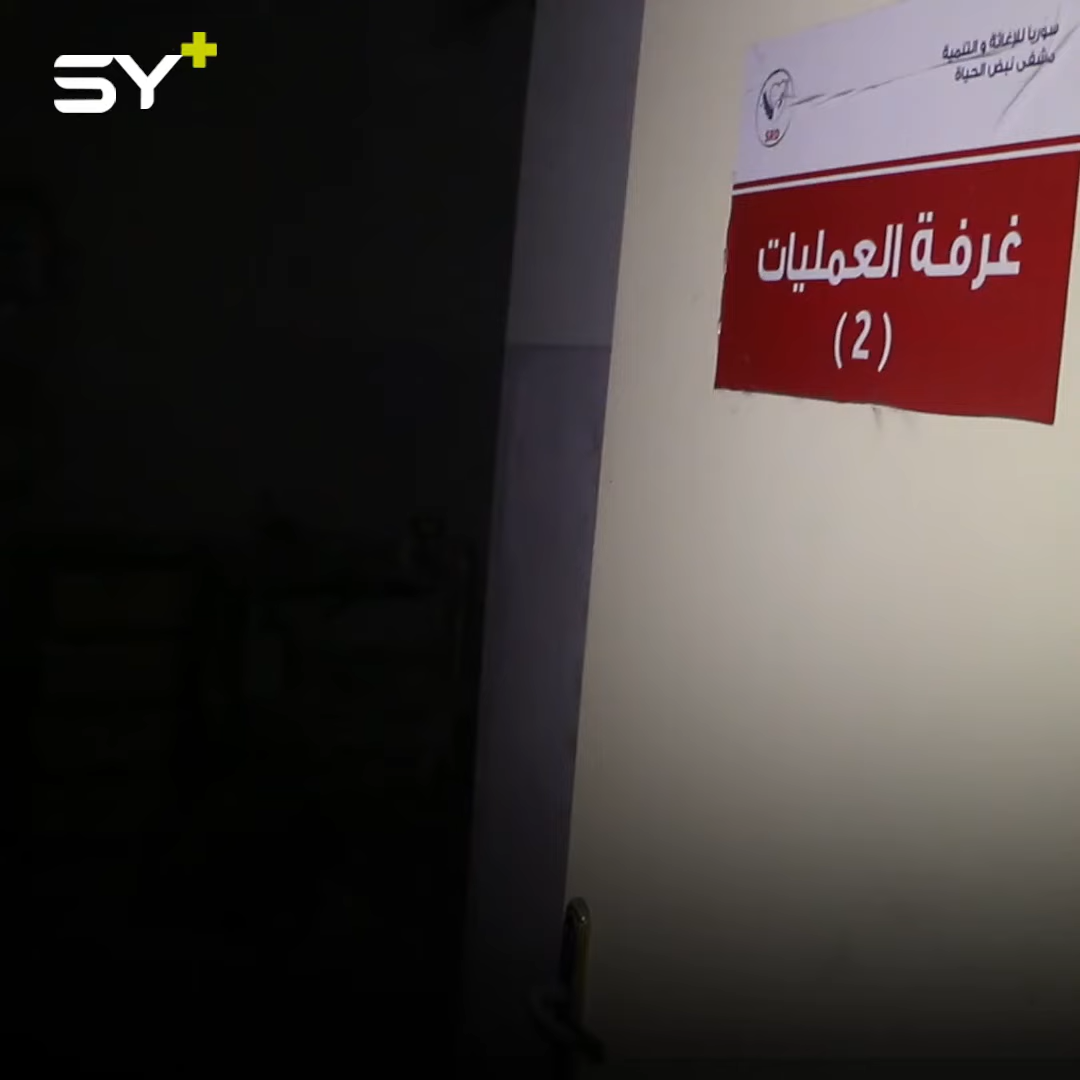 SY+
سوريا للإغاثة و التنمية
مشفى نبض الحياة
SRD
غرفة العمليات
(2)